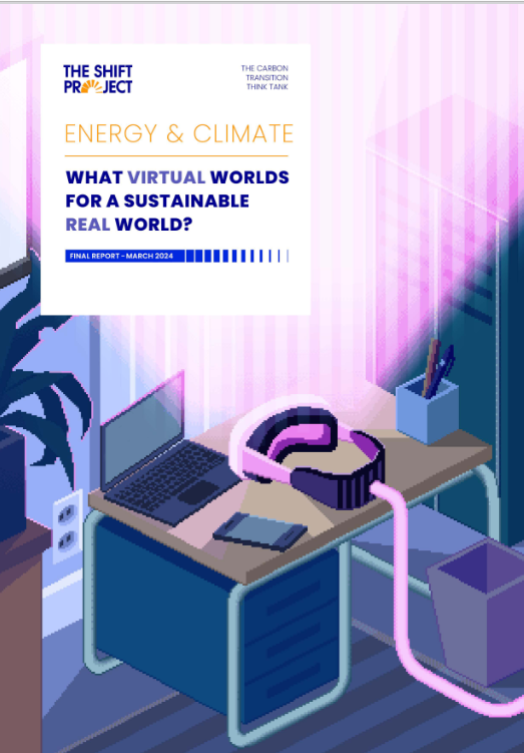 THE SHIFT
PROJECT
THE CARBON
TRANSITION
THINK TANK
ENERGY & CLIMATE
WHAT VIRTUAL WORLDS
FOR A SUSTAINABLE
REAL WORLD?
FINAL REPORT - MARCH 2024